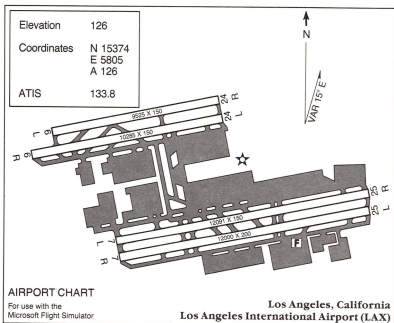 Elevation 126
Coordinates N 15374
E 5805
A 126
ATIS 133.8
N
VAR 15° E
9525 X 150
10285 X 150
24 R
24 L
6 L
6 R
12091 X 150
12000 X 200
25 R
25 L
7 L
7 R
F
AIRPORT CHART
For use with the
Microsoft Flight Simulator
Los Angeles, California
Los Angeles International Airport (LAX)